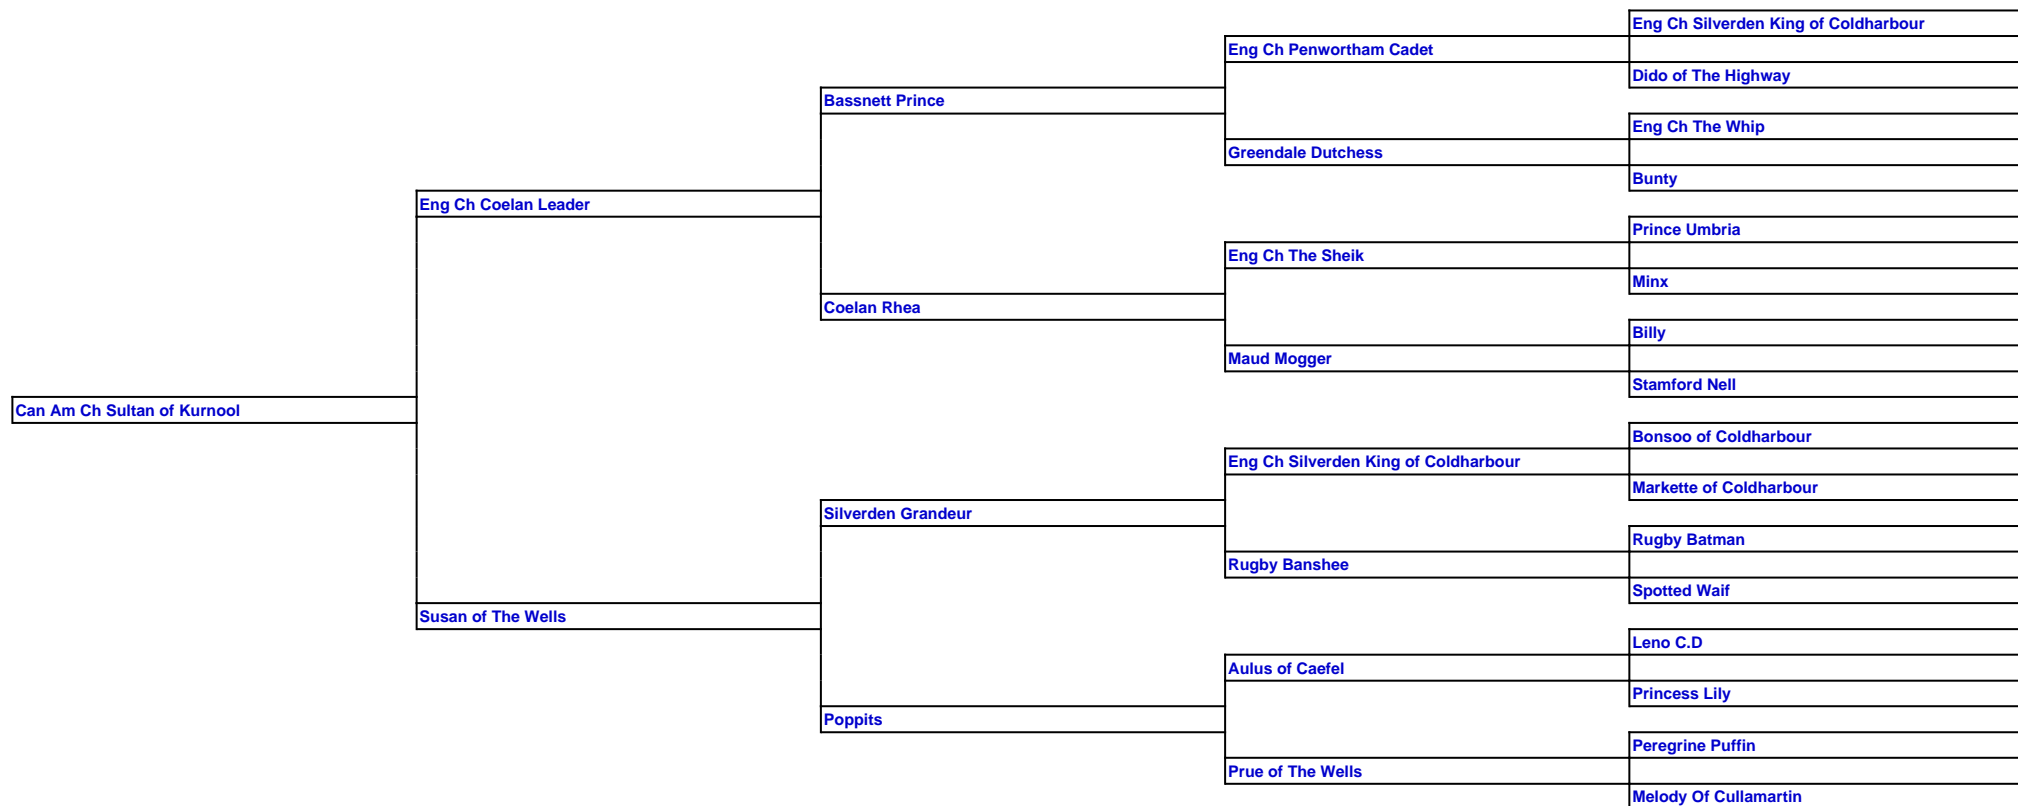 Eng Ch Silverden King of Coldharbour
Eng Ch Penwortham Cadet
Dido of The Highway
Bassnett Prince
Eng Ch The Whip
Greendale Dutchess
Bunty
Eng Ch Coelan Leader
Prince Umbria
Eng Ch The Sheik
Minx
Coelan Rhea
Billy
Maud Mogger
Stamford Nell
Can Am Ch Sultan of Kurnool
Bonsoo of Coldharbour
Eng Ch Silverden King of Coldharbour
Markette of Coldharbour
Silverden Grandeur
Rugby Batman
Rugby Banshee
Spotted Waif
Susan of The Wells
Leno C.D
Aulus of Caefel
Princess Lily
Poppits
Peregrine Puffin
Prue of The Wells
Melody Of Cullamartin